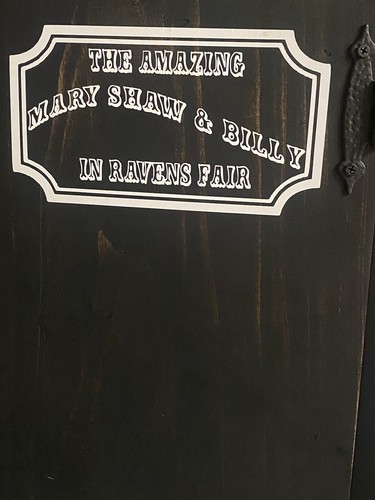 THE AMAZING
MARY SHAW & BILLY
IN RAVENS FAIR